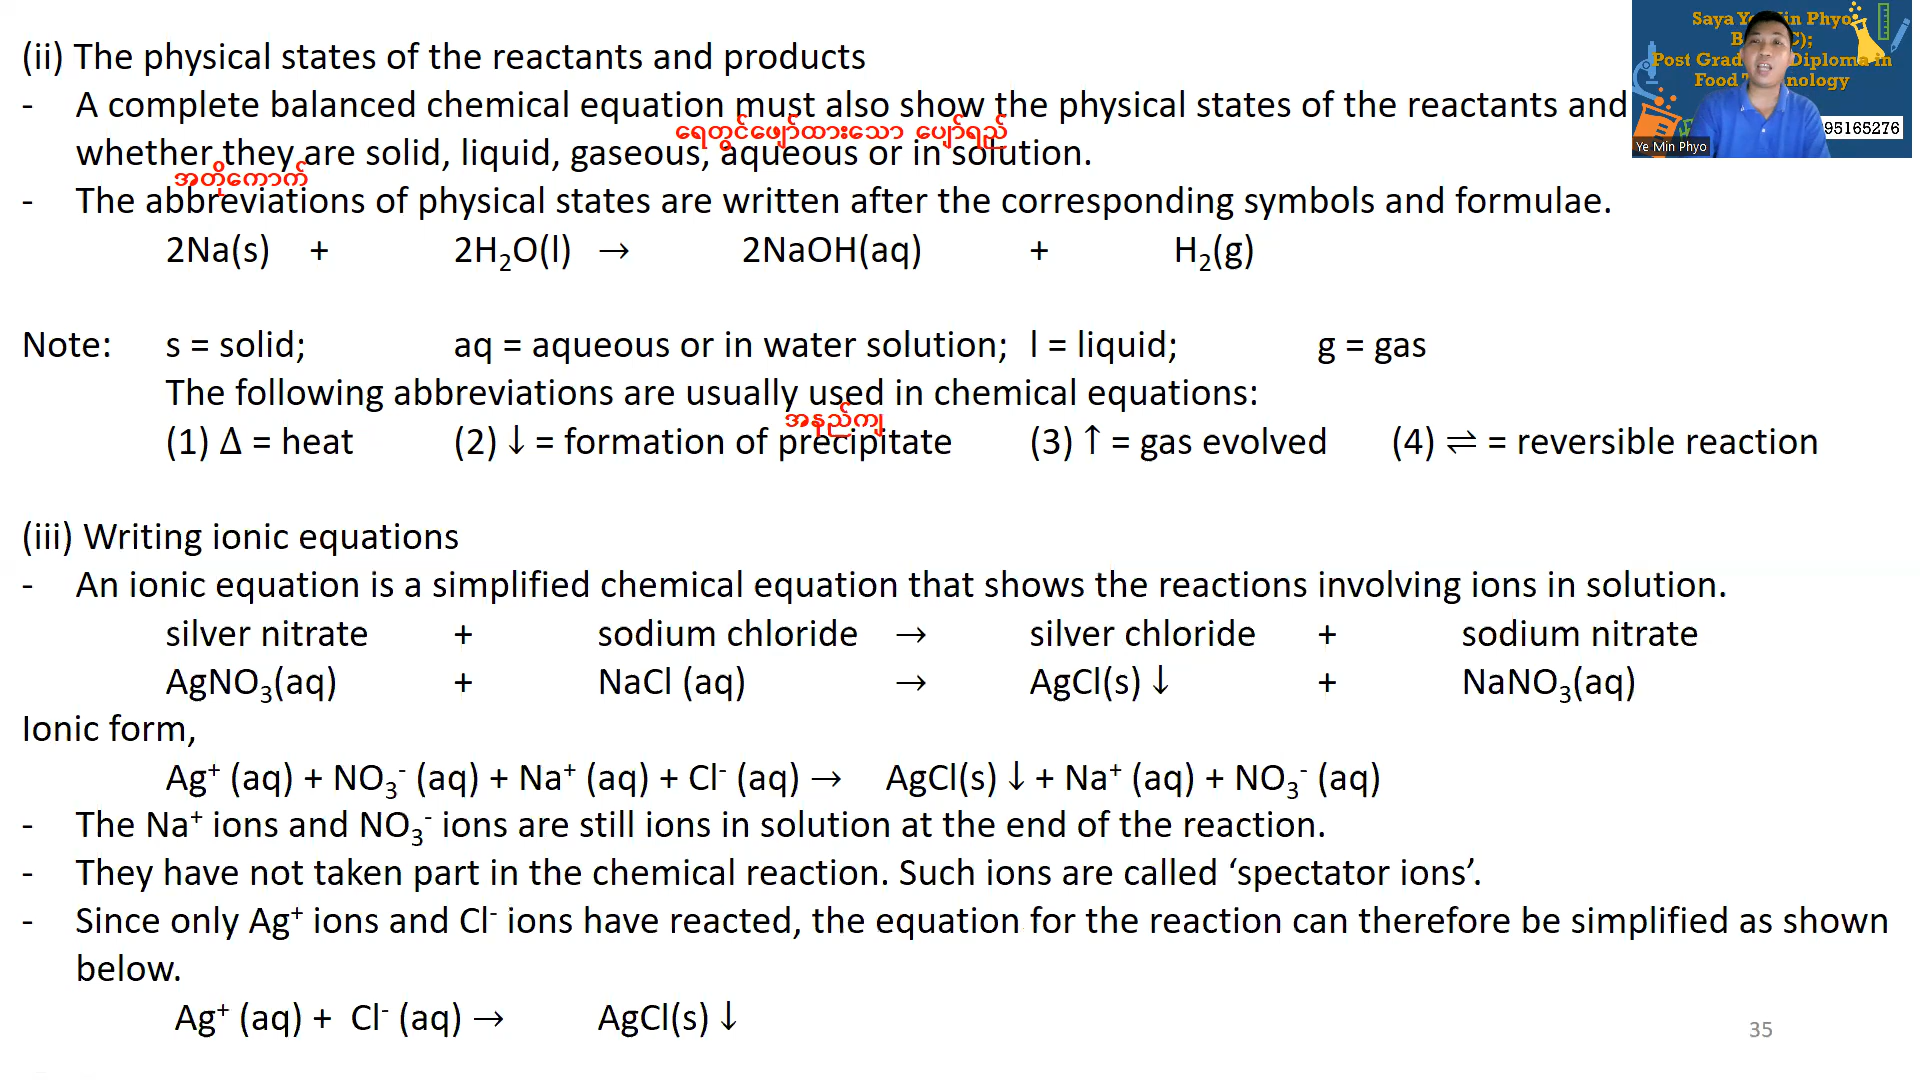 (ii) The physical states of the reactants and products
- A complete balanced chemical equation must also show the physical states of the reactants and
ရေတွင်ဖျော်ထားသော ပျော်ရည်
whether they are solid, liquid, gaseous, aqueous or in solution.
အတိုကောက်
- The abbreviations of physical states are written after the corresponding symbols and formulae.
2Na(s) + 2H₂O(l) → 2NaOH(aq) + H₂(g)
Note: s = solid; aq = aqueous or in water solution; l = liquid; g = gas
The following abbreviations are usually used in chemical equations:
အနည်ကျ
(1) Δ = heat (2) ↓ = formation of precipitate (3) ↑ = gas evolved (4) ⇌ = reversible reaction
(iii) Writing ionic equations
- An ionic equation is a simplified chemical equation that shows the reactions involving ions in solution.
silver nitrate + sodium chloride → silver chloride + sodium nitrate
AgNO₃(aq) + NaCl (aq) → AgCl(s) ↓ + NaNO₃(aq)
Ionic form,
Ag⁺ (aq) + NO₃⁻ (aq) + Na⁺ (aq) + Cl⁻ (aq) → AgCl(s) ↓ + Na⁺ (aq) + NO₃⁻ (aq)
- The Na⁺ ions and NO₃⁻ ions are still ions in solution at the end of the reaction.
- They have not taken part in the chemical reaction. Such ions are called ‘spectator ions’.
- Since only Ag⁺ ions and Cl⁻ ions have reacted, the equation for the reaction can therefore be simplified as shown
below.
Ag⁺ (aq) + Cl⁻ (aq) → AgCl(s) ↓
35
Saya Min Phyo
Post Diploma in
Food
95165276
Ye Min Phyo